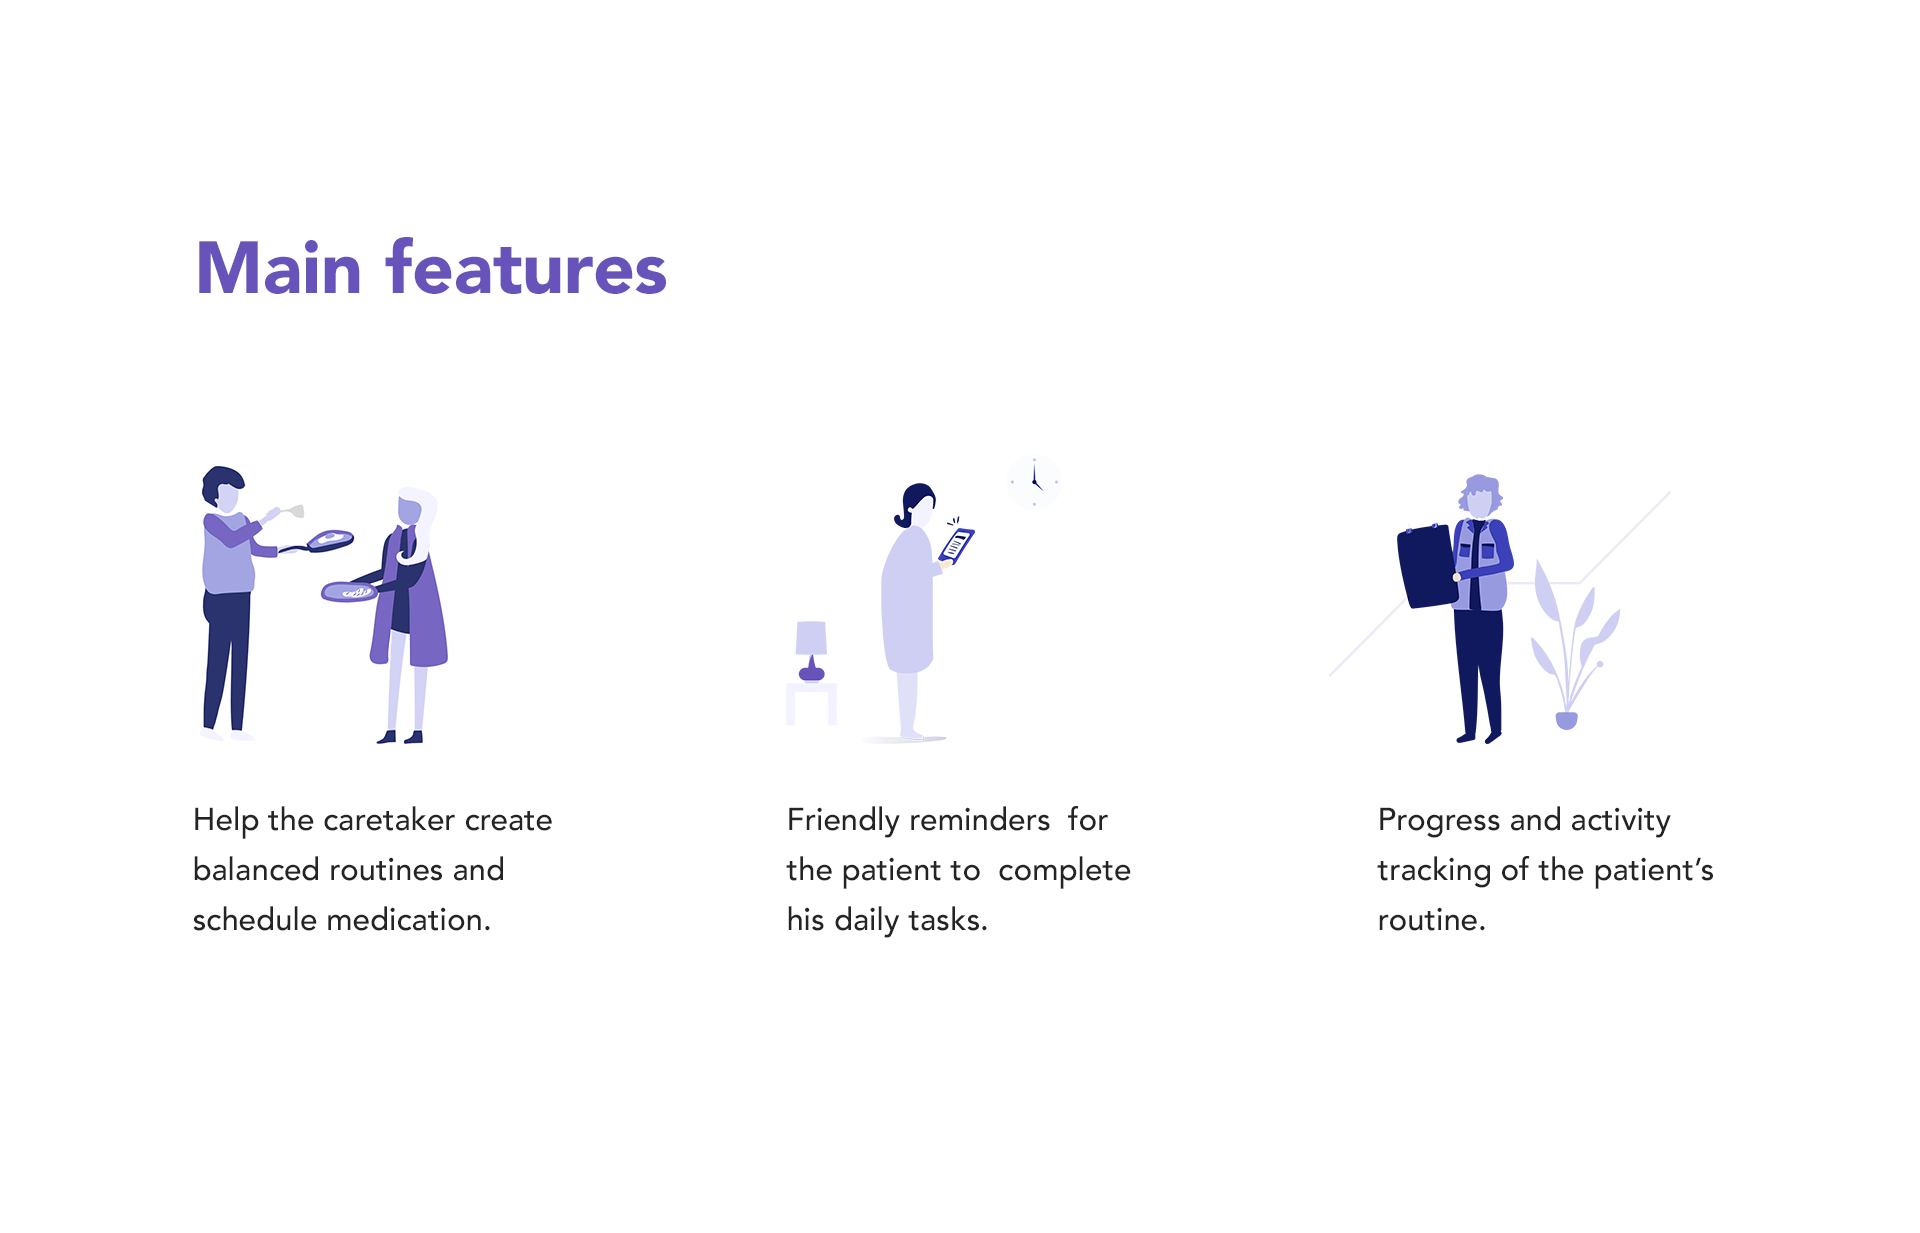 Main features
Help the caretaker create
balanced routines and
schedule medication.
Friendly reminders  for
the patient to  complete
his daily tasks.
Progress and activity
tracking of the patient’s
routine.